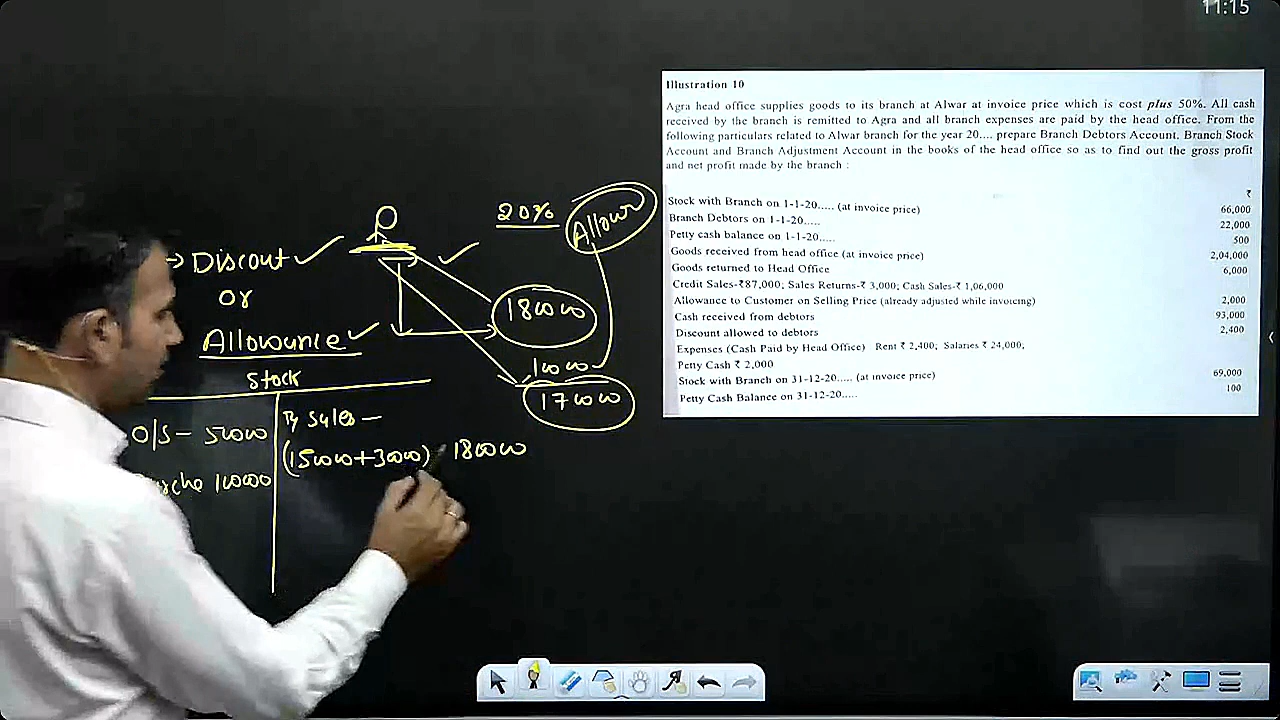 11:15
Illustration 10
Agra head office supplies goods to its branch at Alwar at invoice price which is cost plus 50%. All cash
received by the branch is remitted to Agra and all branch expenses are paid by the head office. From the
following particulars related to Alwar branch for the year 20.... prepare Branch Debtors Account. Branch Stock
Account and Branch Adjustment Account in the books of the head office so as to find out the gross profit
and net profit made by the branch :
₹
Stock with Branch on 1-1-20..... (at invoice price) 66,000
Branch Debtors on 1-1-20..... 22,000
Petty cash balance on 1-1-20..... 500
Goods received from head office (at invoice price) 2,04,000
Goods returned to Head Office 6,000
Credit Sales-₹87,000; Sales Returns-₹ 3,000; Cash Sales-₹ 1,06,000
Allowance to Customer on Selling Price (already adjusted while invoicing) 2,000
Cash received from debtors 93,000
Discount allowed to debtors 2,400
Expenses (Cash Paid by Head Office) Rent ₹ 2,400; Salaries ₹ 24,000;
Petty Cash ₹ 2,000
Stock with Branch on 31-12-20..... (at invoice price) 69,000
Petty Cash Balance on 31-12-20..... 100
20%
→ Discout
or
Allowance
18000
1000
17000
Stock
O/S - 50000
By Sales -
(15000+3000) 18000
10000